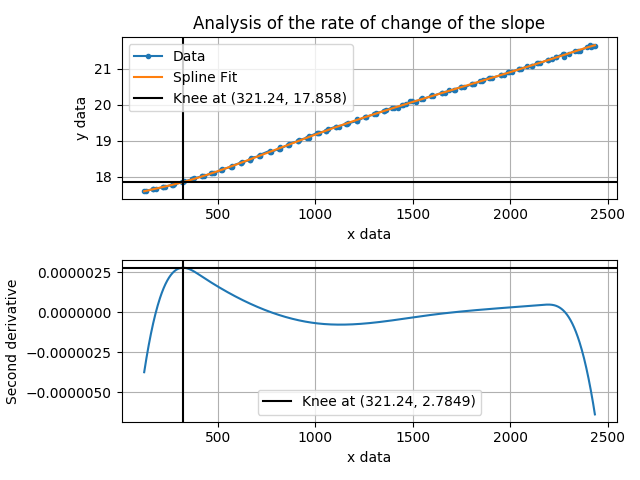 Analysis of the rate of change of the slope
Data
Spline Fit
Knee at (321.24, 17.858)
y data
21
20
19
18
500 1000 1500 2000 2500
x data
Second derivative
0.0000025
0.0000000
−0.0000025
−0.0000050
Knee at (321.24, 2.7849)
500 1000 1500 2000 2500
x data